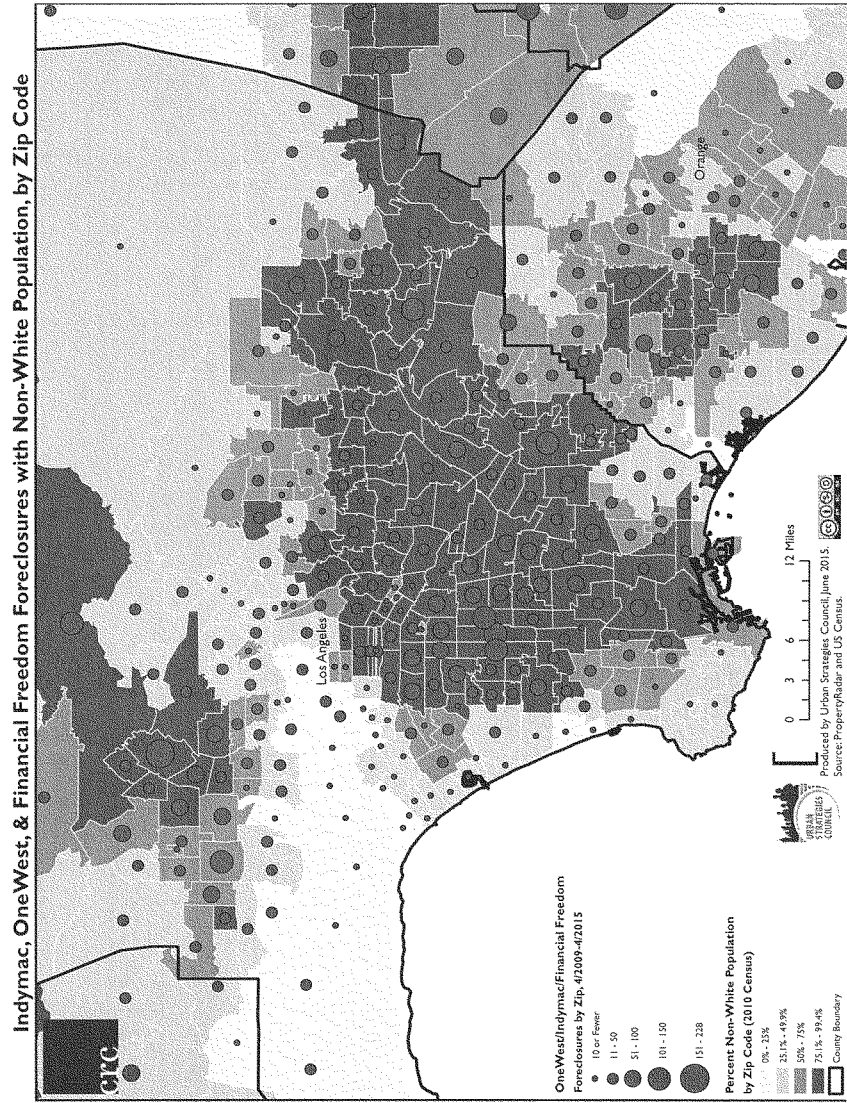 Indymac, OneWest, & Financial Freedom Foreclosures with Non-White Population, by Zip Code
crc
Los Angeles
Orange
OneWest/Indymac/Financial Freedom
Foreclosures by Zip, 4/2009-4/2015
10 or Fewer
11 - 50
51 - 100
101 - 150
151 - 228
Percent Non-White Population
by Zip Code (2010 Census)
0% - 25%
25.1% - 49.9%
50% - 75%
75.1% - 99.4%
County Boundary
0 3 6 12 Miles
URBAN
STRATEGIES
COUNCIL
Produced by Urban Strategies Council, June 2015.
Source: PropertyRadar and US Census.
cc